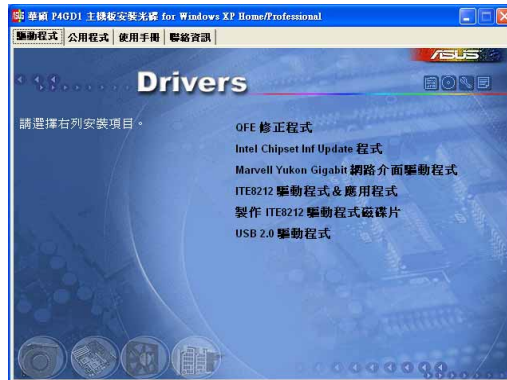 華碩 P4GD1 主機板安裝光碟 for Windows XP Home/Professional
驅動程式 公用程式 使用手冊 聯絡資訊
ASUS
Drivers
請選擇右列安裝項目。
QFE 修正程式
Intel Chipset Inf Update 程式
Marvell Yukon Gigabit 網路介面驅動程式
ITE8212 驅動程式&應用程式
製作 ITE8212 驅動程式磁碟片
USB 2.0 驅動程式